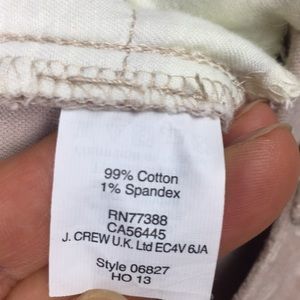 99% Cotton
1% Spandex
RN77388
CA56445
J. CREW U.K. Ltd EC4V 6JA
Style 06827
HO 13